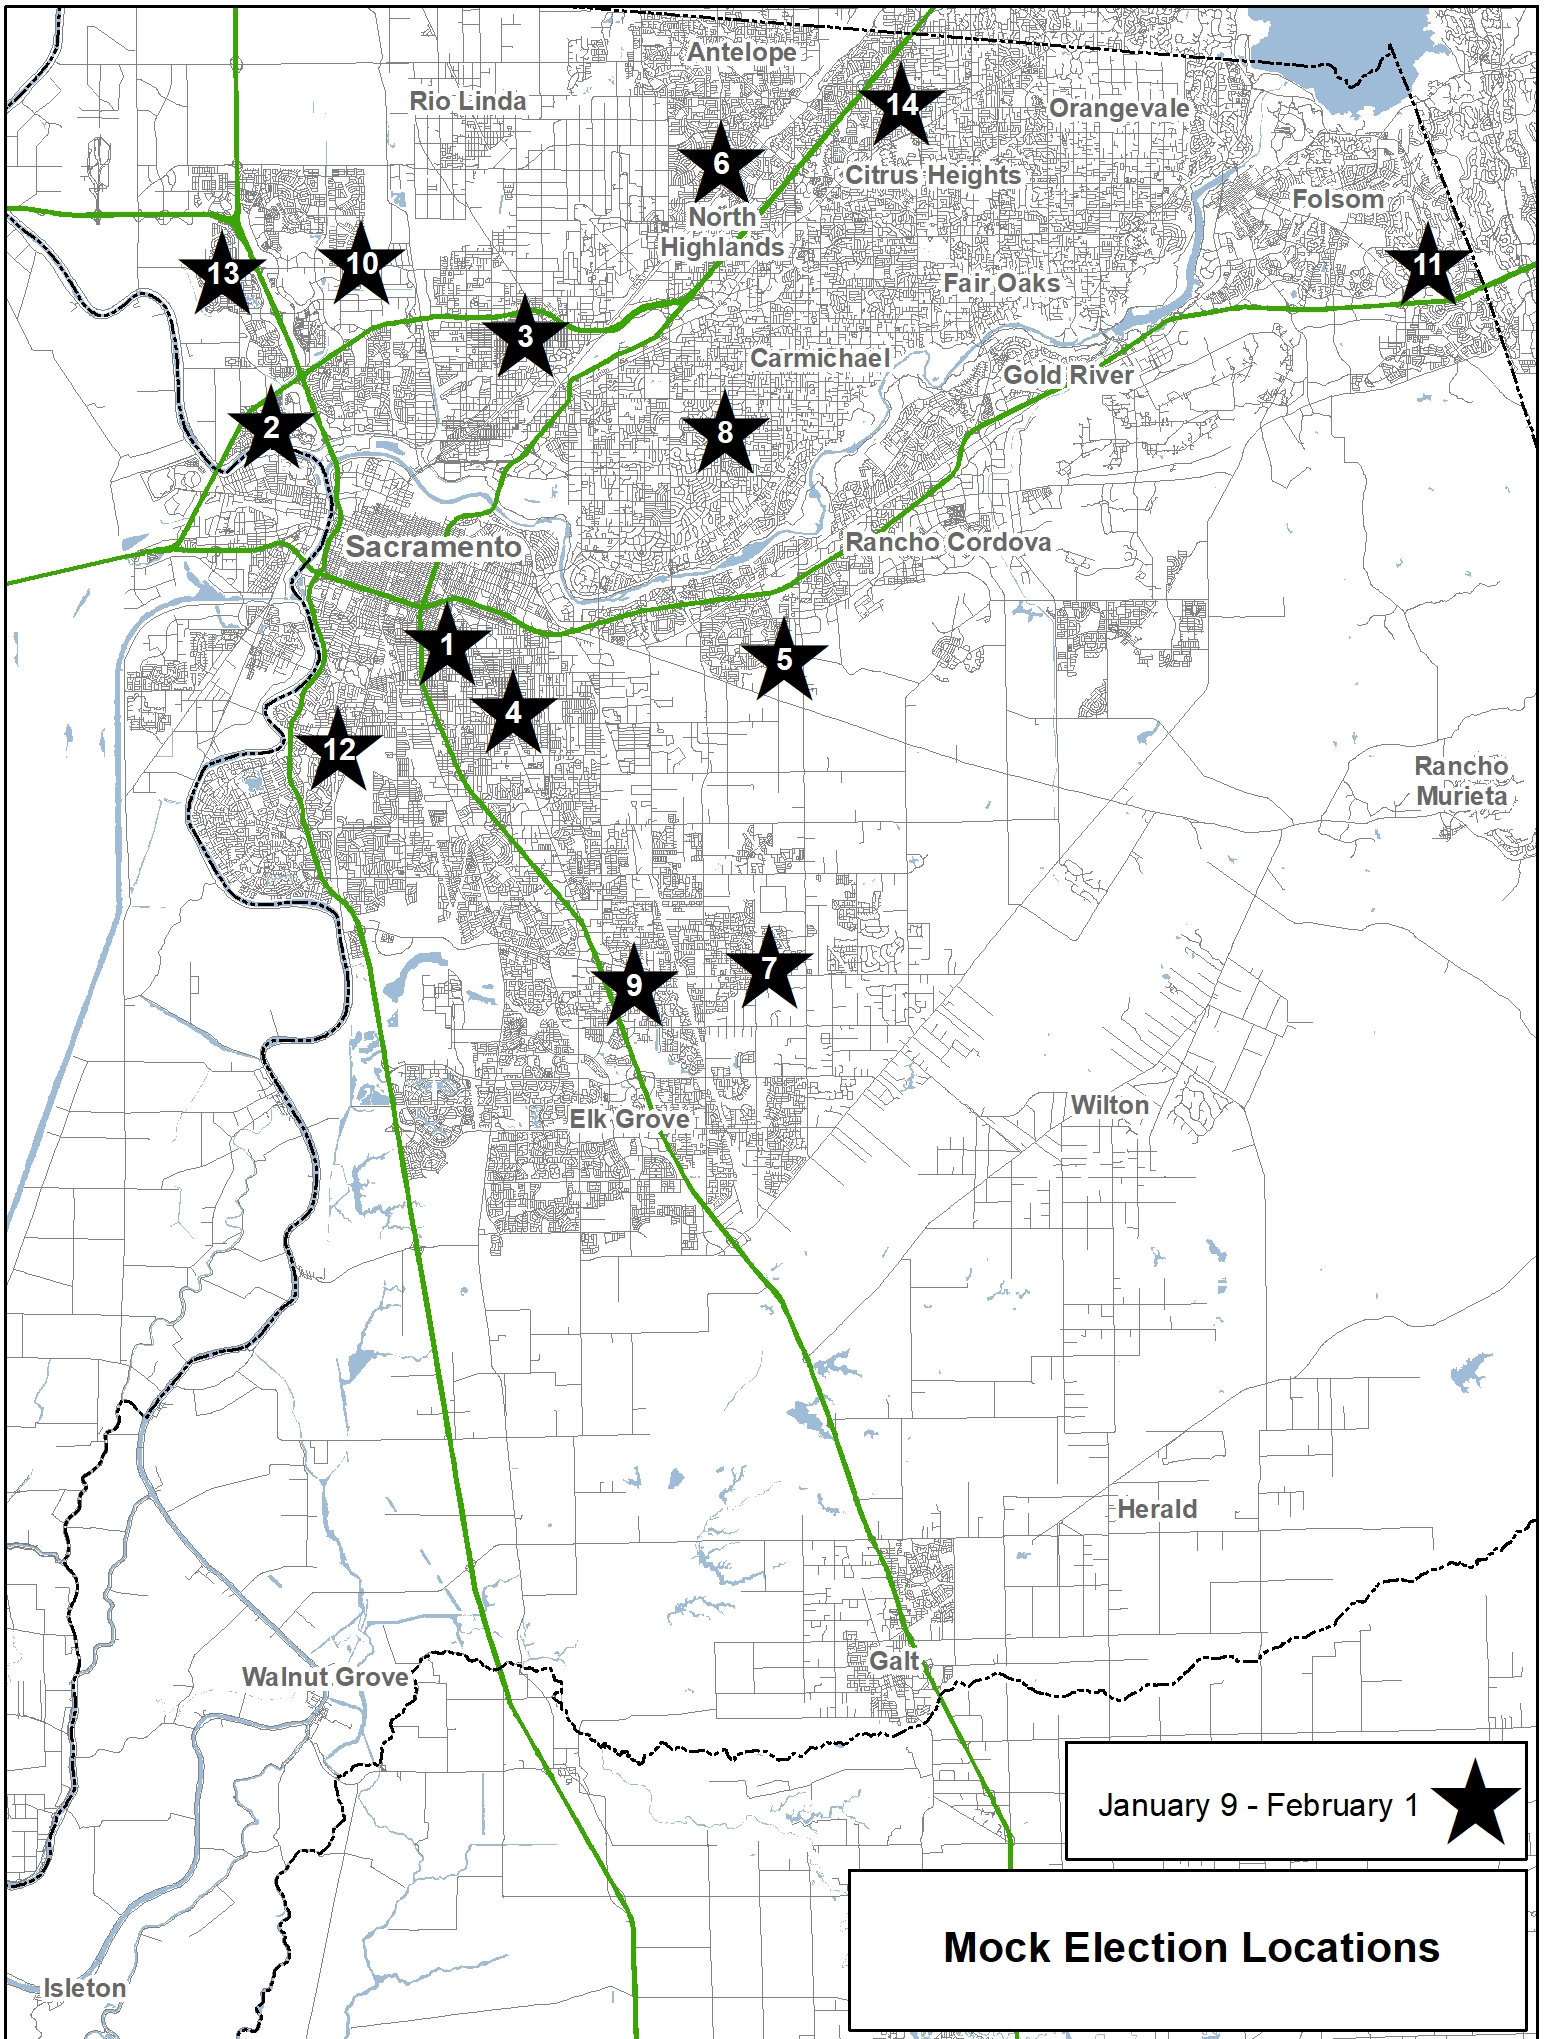 Antelope
Rio Linda
14
Orangevale
6
Citrus Heights
Folsom
North
Highlands
13
10
11
Fair Oaks
3
Carmichael
Gold River
2
8
Sacramento
Rancho Cordova
1
5
4
12
Rancho
Murieta
9
7
Elk Grove
Wilton
Herald
Galt
Walnut Grove
January 9 - February 1
Mock Election Locations
Isleton